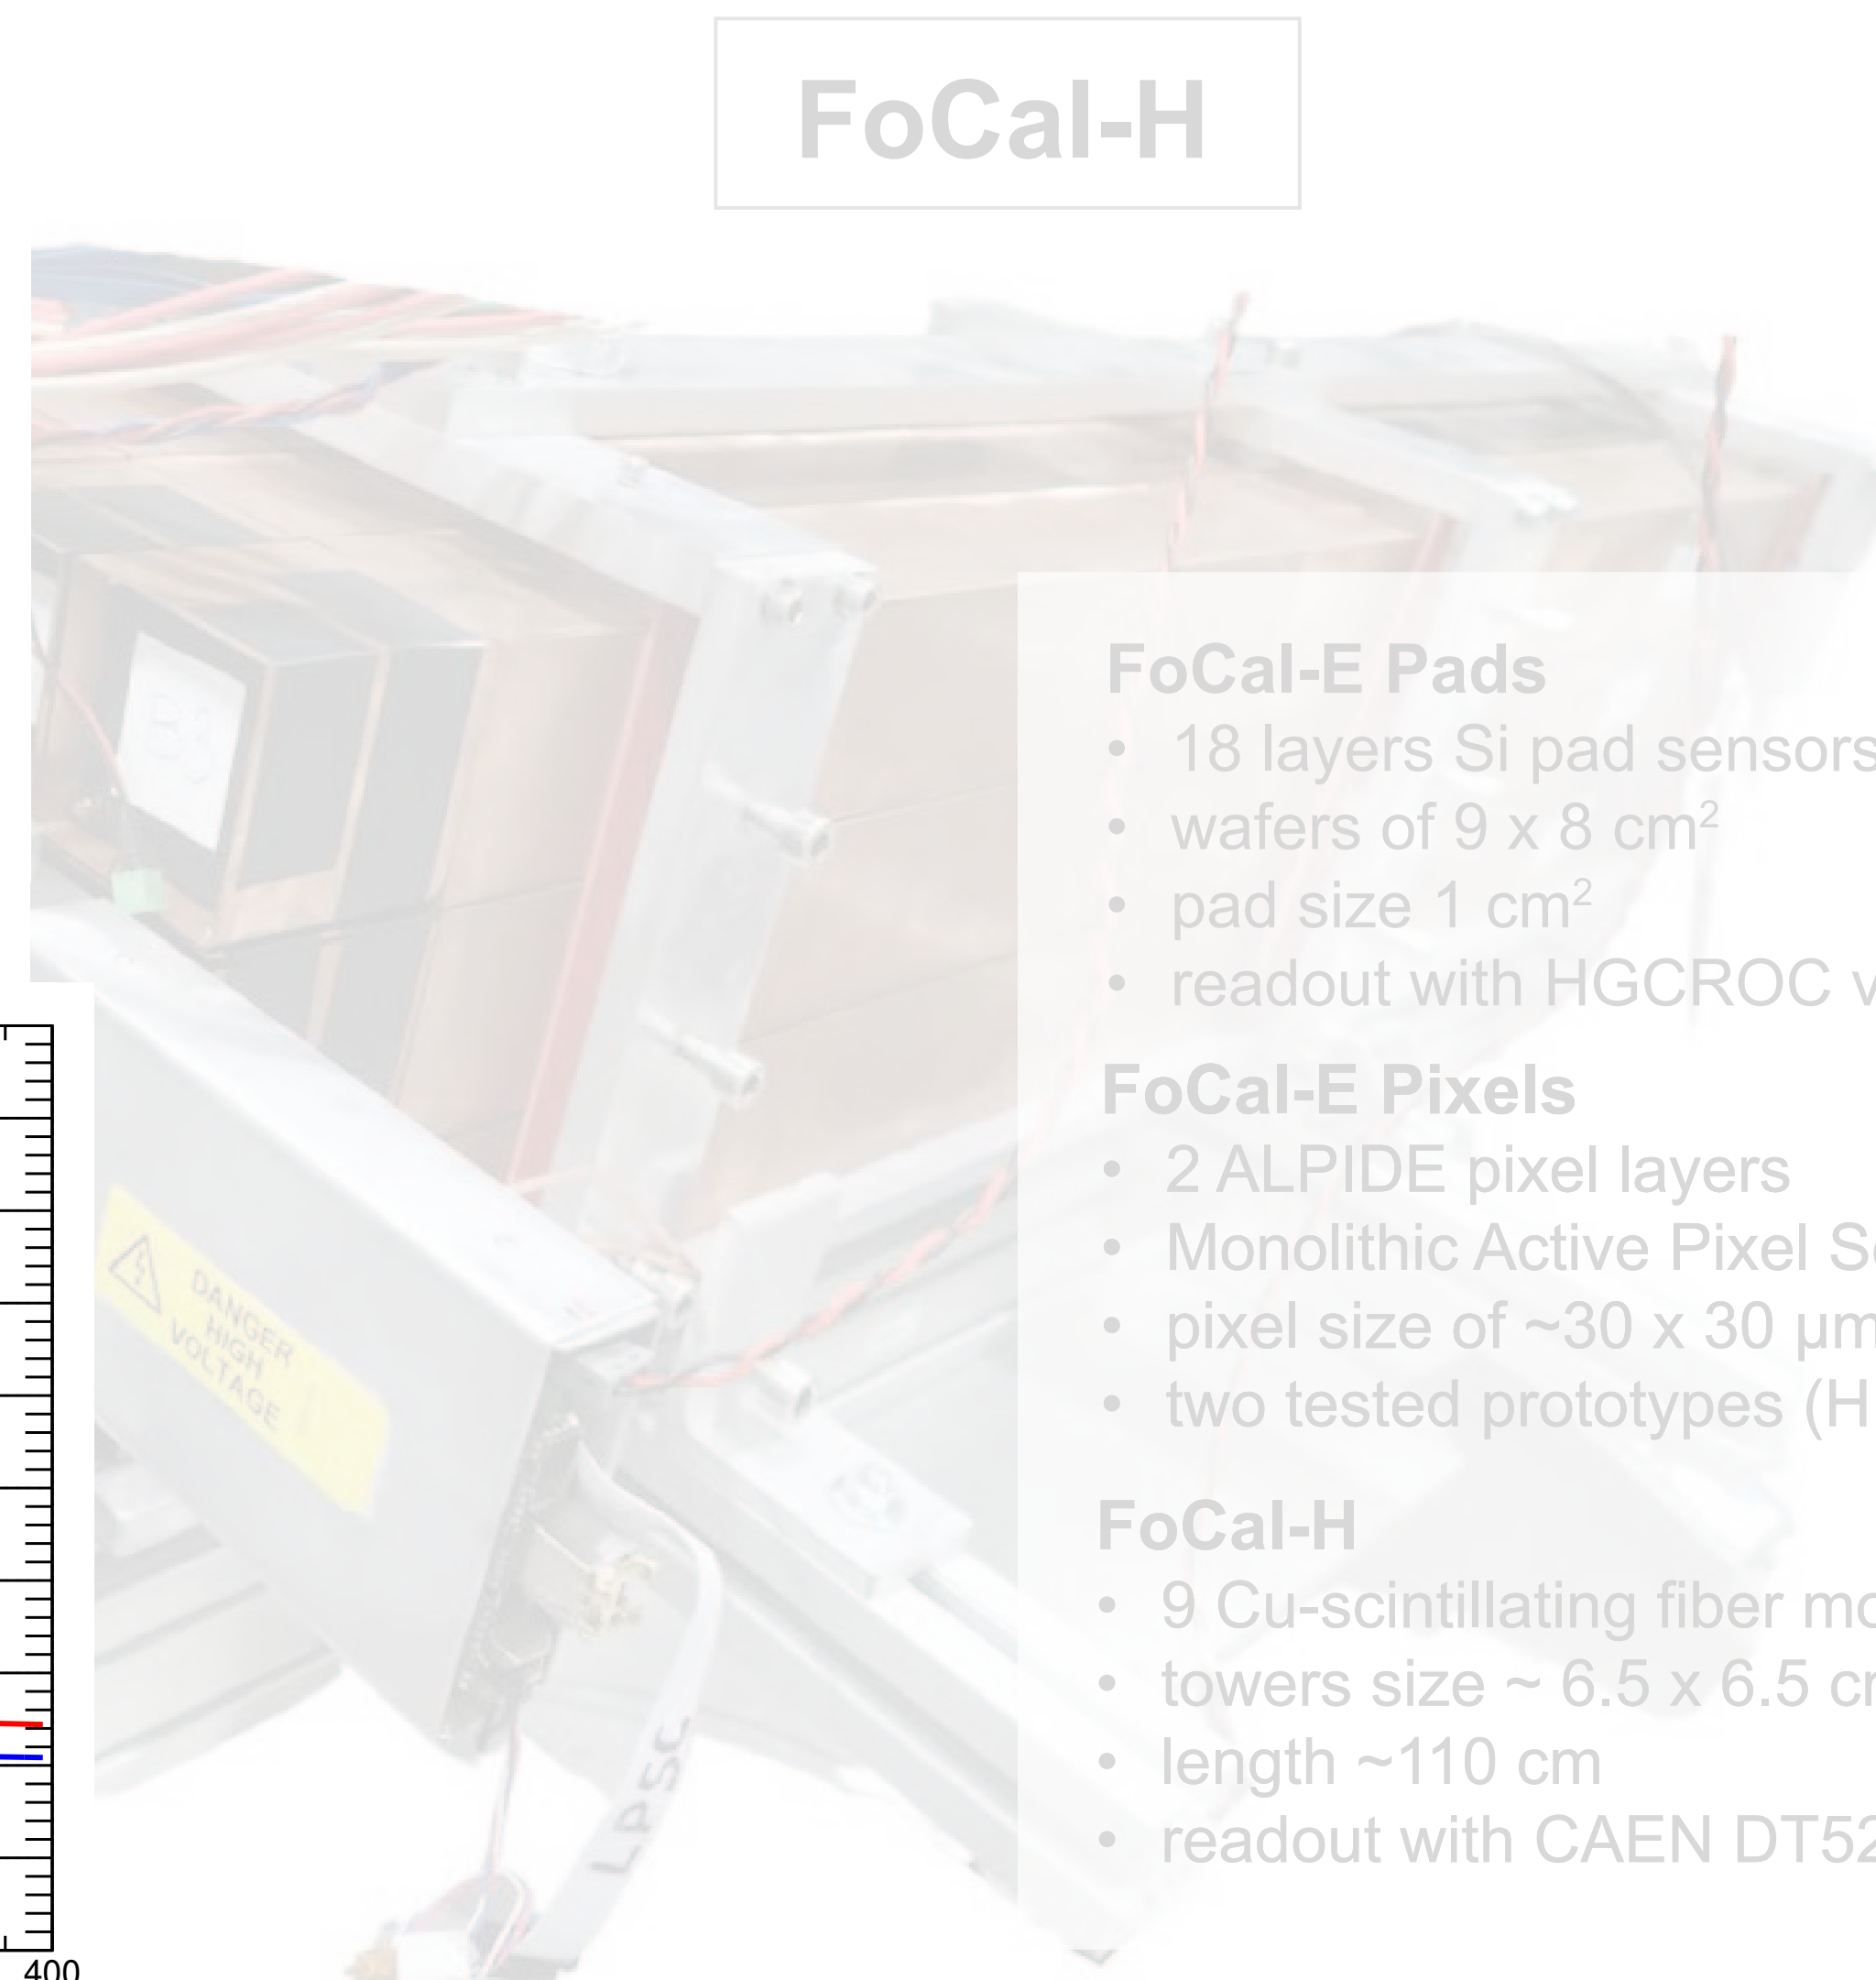 FoCal-H
B3
FoCal-E Pads
• 18 layers Si pad sensors
• wafers of 9 x 8 cm²
• pad size 1 cm²
• readout with HGCROC
FoCal-E Pixels
• 2 ALPIDE pixel layers
• Monolithic Active Pixel
• pixel size of ~30 x 30 μm
• two tested prototypes
DANGER
HIGH
VOLTAGE
FoCal-H
• 9 Cu-scintillating fiber
• towers size ~ 6.5 x 6.5
• length ~110 cm
• readout with CAEN
LPSC
400